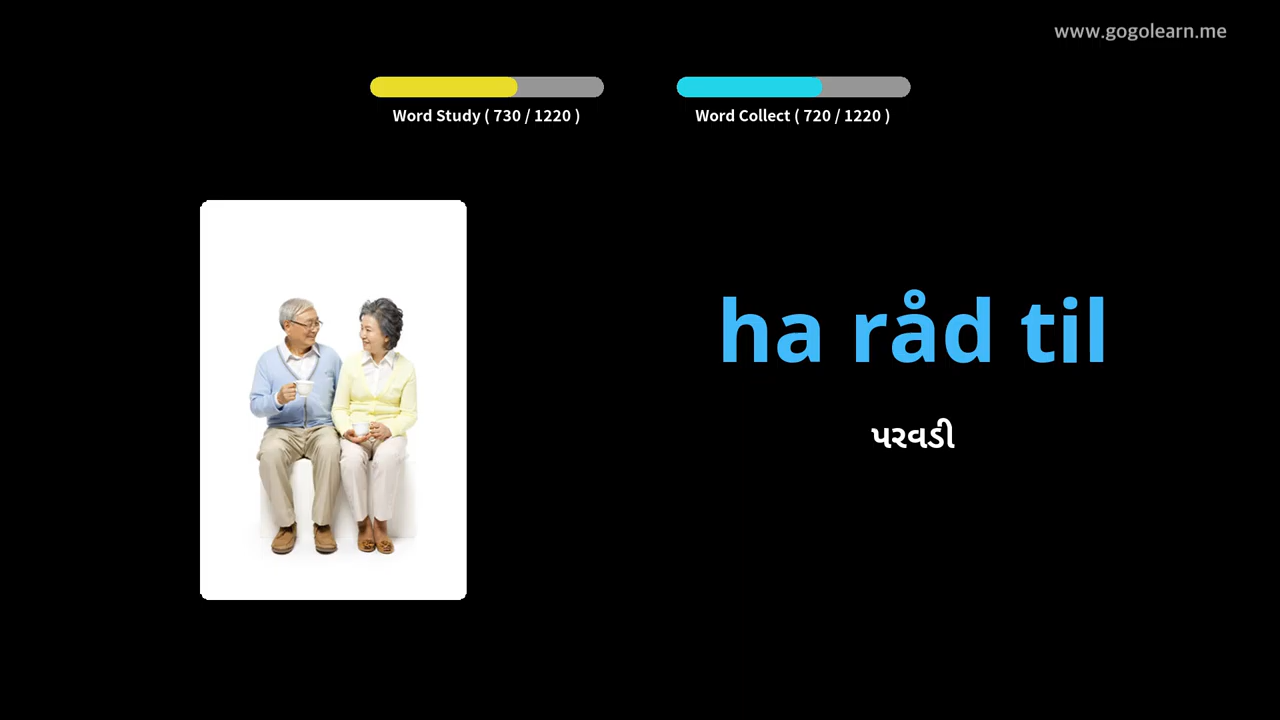 www.gogolearn.me
Word Study ( 730 / 1220 )
Word Collect ( 720 / 1220 )
ha råd til
પરવડી